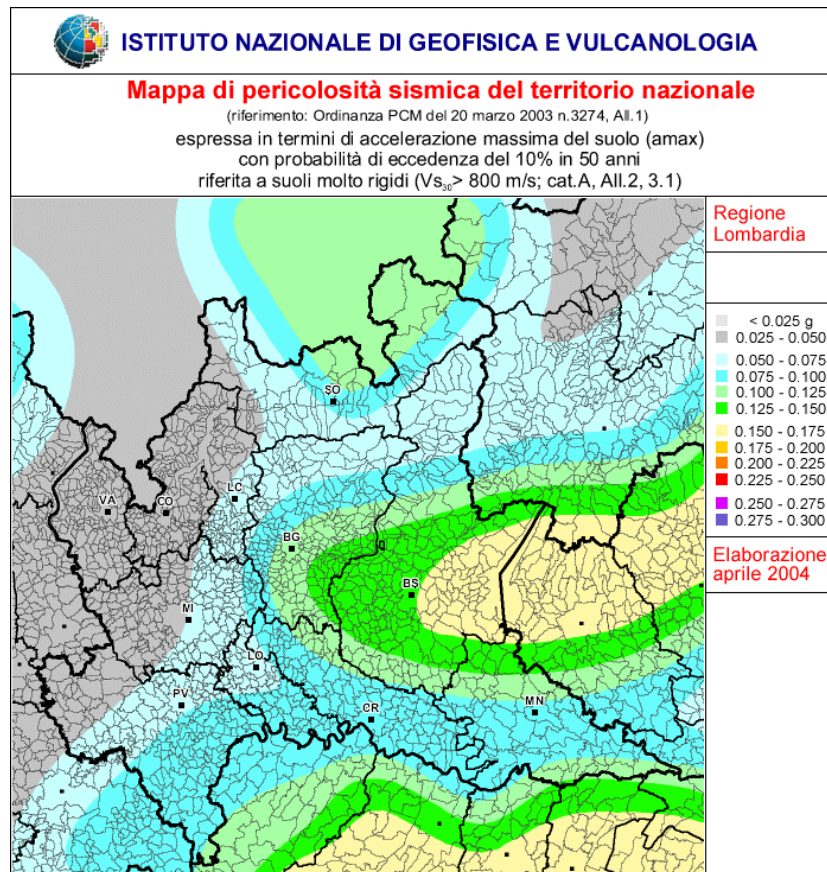 ISTITUTO NAZIONALE DI GEOFISICA E VULCANOLOGIA
Mappa di pericolosità sismica del territorio nazionale
(riferimento: Ordinanza PCM del 20 marzo 2003 n.3274, All.1)
espressa in termini di accelerazione massima del suolo (amax)
con probabilità di eccedenza del 10% in 50 anni
riferita a suoli molto rigidi (Vs₃₀> 800 m/s; cat.A, All.2, 3.1)
Regione
Lombardia
< 0.025 g
0.025 - 0.050
0.050 - 0.075
0.075 - 0.100
0.100 - 0.125
0.125 - 0.150
0.150 - 0.175
0.175 - 0.200
0.200 - 0.225
0.225 - 0.250
0.250 - 0.275
0.275 - 0.300
Elaborazione
aprile 2004
SO
LC
VA
CO
BG
BS
MI
LO
PV
CR
MN